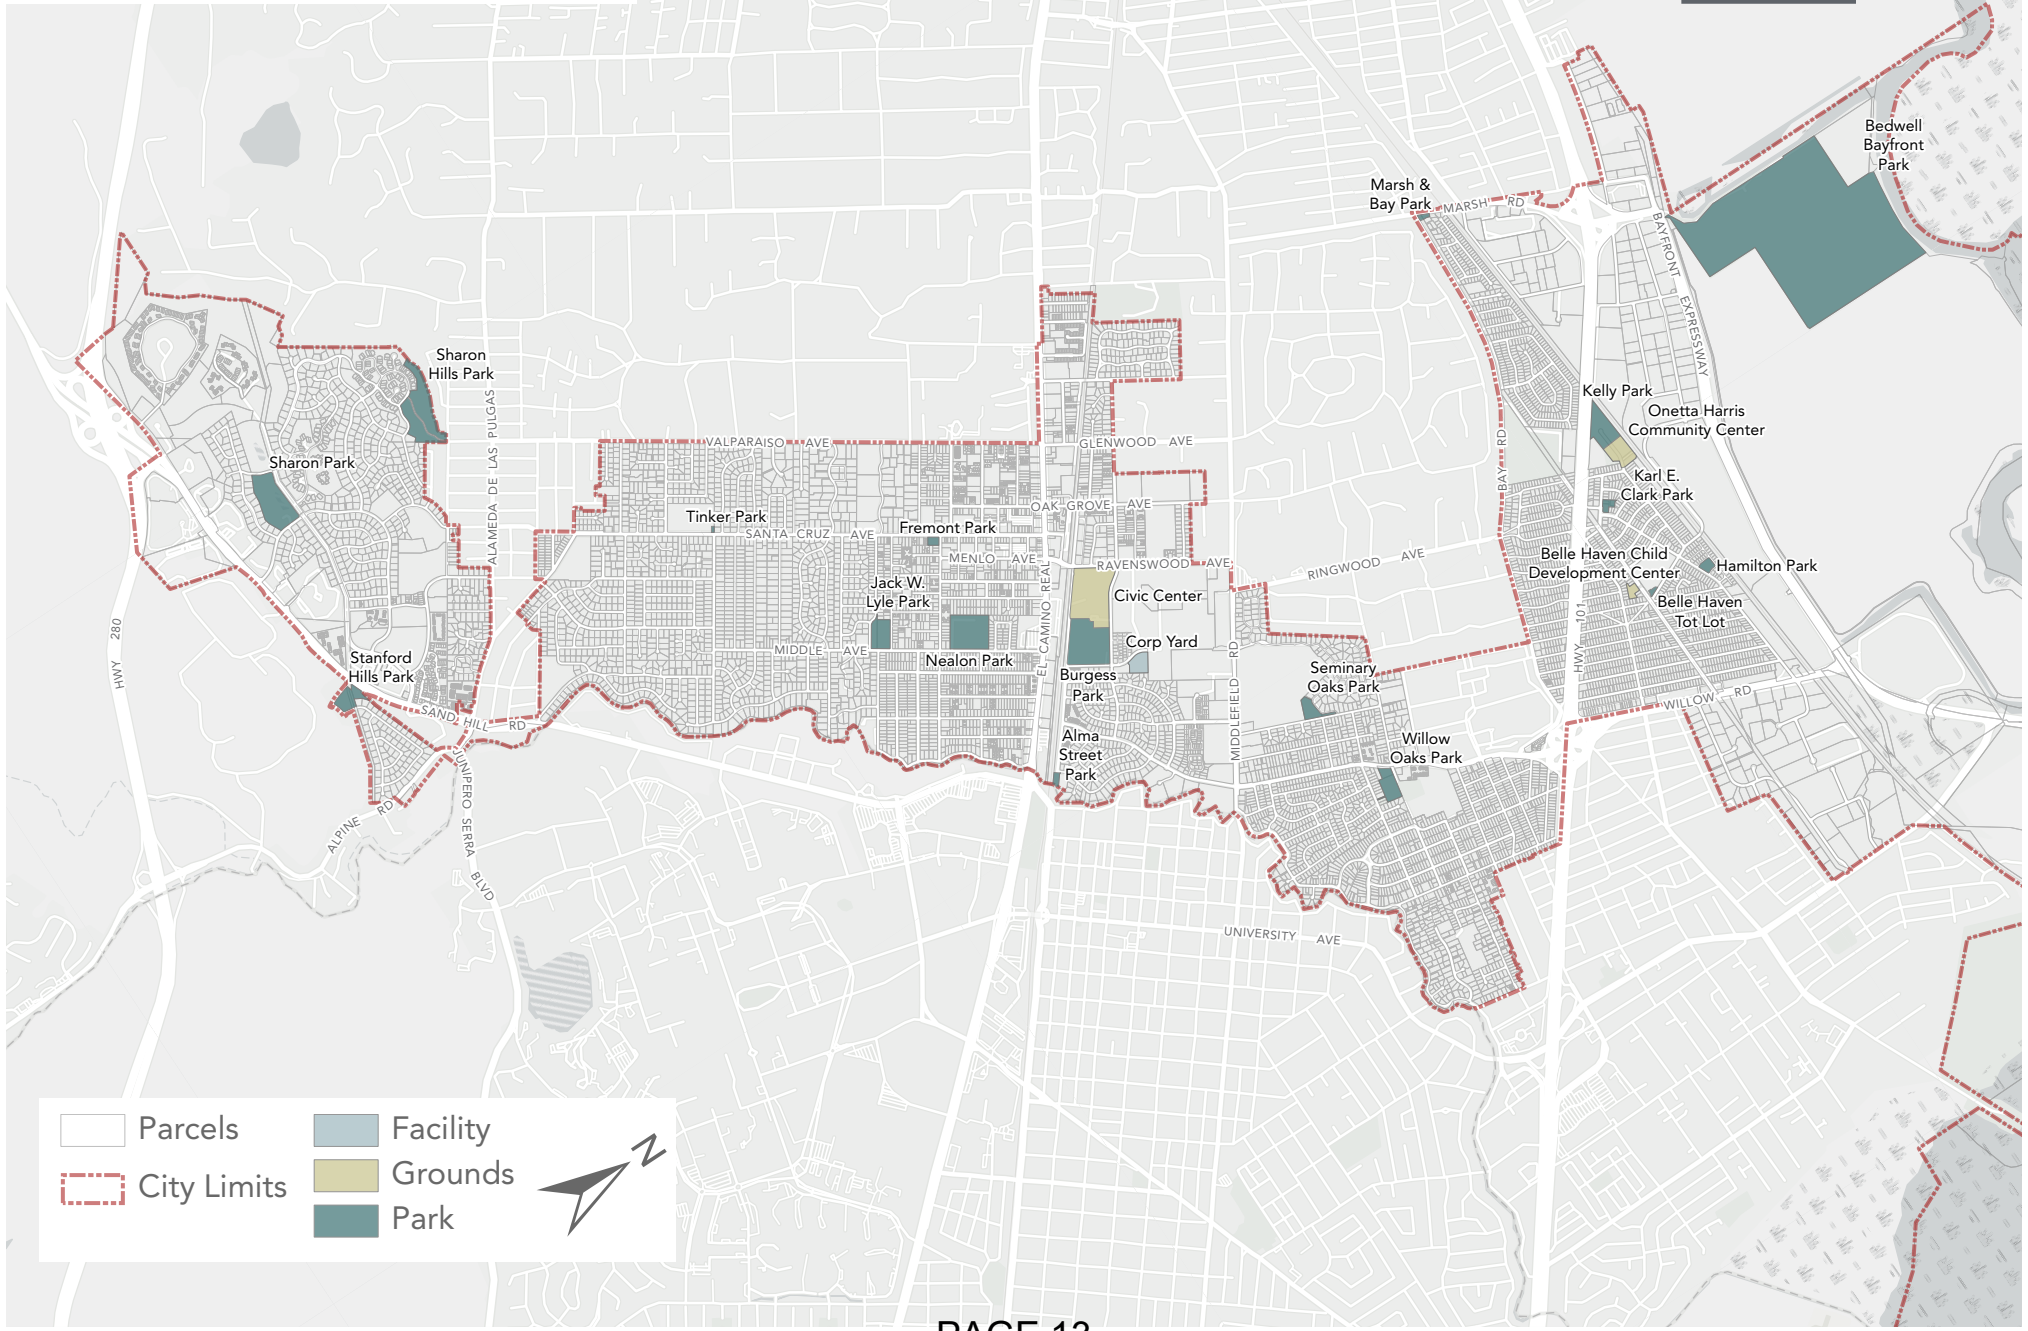 Bedwell
Bayfront
Park
Marsh &
Bay Park
MARSH RD
BAYFRONT
EXPRESSWAY
Sharon
Hills Park
Kelly Park
Onetta Harris
Community Center
ALAMEDA DE LAS PULGAS
VALPARAISO AVE
GLENWOOD AVE
BAY RD
Sharon Park
Karl E.
Clark Park
OAK GROVE AVE
Tinker Park
SANTA CRUZ AVE
Fremont Park
MENLO AVE
RAVENSWOOD AVE
RINGWOOD AVE
Belle Haven Child
Development Center
Hamilton Park
Jack W.
Lyle Park
Civic Center
Belle Haven
Tot Lot
HWY 280
EL CAMINO REAL
HWY 101
Corp Yard
MIDDLE AVE
Nealon Park
Stanford
Hills Park
Burgess
Park
MIDDLEFIELD RD
Seminary
Oaks Park
WILLOW RD
SAND HILL RD
Alma
Street
Park
Willow
Oaks Park
JUNIPERO SERRA BLVD
ALPINE RD
UNIVERSITY AVE
Parcels
City Limits
Facility
Grounds
Park
N